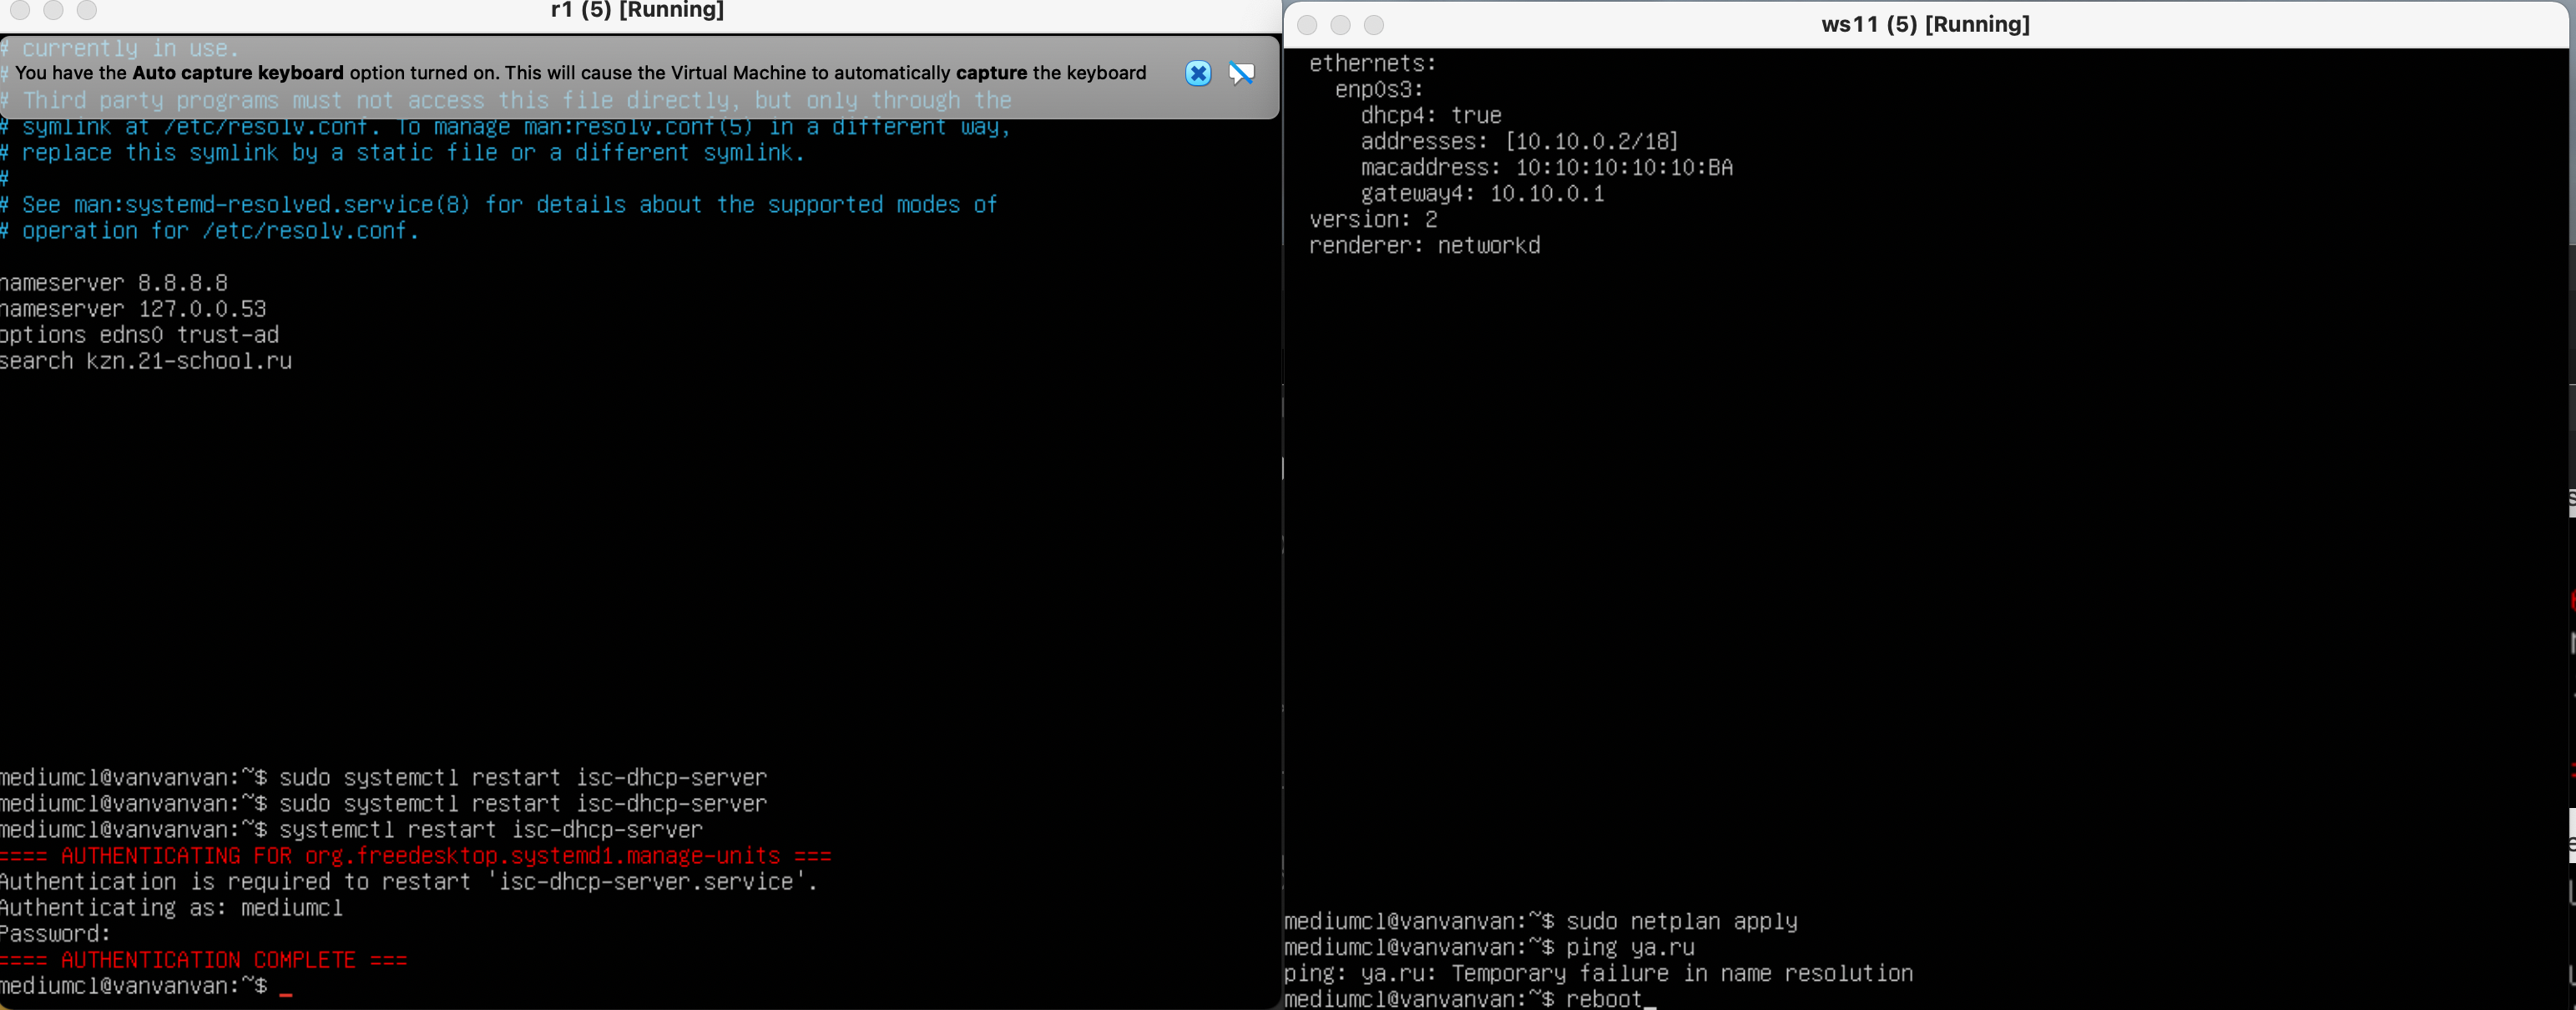 r1 (5) [Running]
# currently in use.
#
You have the Auto capture keyboard option turned on. This will cause the Virtual Machine to automatically capture the keyboard
# Third party programs must not access this file directly, but only through the
# symlink at /etc/resolv.conf. To manage man:resolv.conf(5) in a different way,
# replace this symlink by a static file or a different symlink.
#
# See man:systemd-resolved.service(8) for details about the supported modes of
# operation for /etc/resolv.conf.
nameserver 8.8.8.8
nameserver 127.0.0.53
options edns0 trust-ad
search kzn.21-school.ru
mediumcl@vanvanvan:~$ sudo systemctl restart isc-dhcp-server
mediumcl@vanvanvan:~$ sudo systemctl restart isc-dhcp-server
mediumcl@vanvanvan:~$ systemctl restart isc-dhcp-server
==== AUTHENTICATING FOR org.freedesktop.systemd1.manage-units ===
Authentication is required to restart 'isc-dhcp-server.service'.
Authenticating as: mediumcl
Password:
==== AUTHENTICATION COMPLETE ===
mediumcl@vanvanvan:~$ _
ws11 (5) [Running]
ethernets:
enp0s3:
dhcp4: true
addresses: [10.10.0.2/18]
macaddress: 10:10:10:10:10:BA
gateway4: 10.10.0.1
version: 2
renderer: networkd
mediumcl@vanvanvan:~$ sudo netplan apply
mediumcl@vanvanvan:~$ ping ya.ru
ping: ya.ru: Temporary failure in name resolution
mediumcl@vanvanvan:~$ reboot_